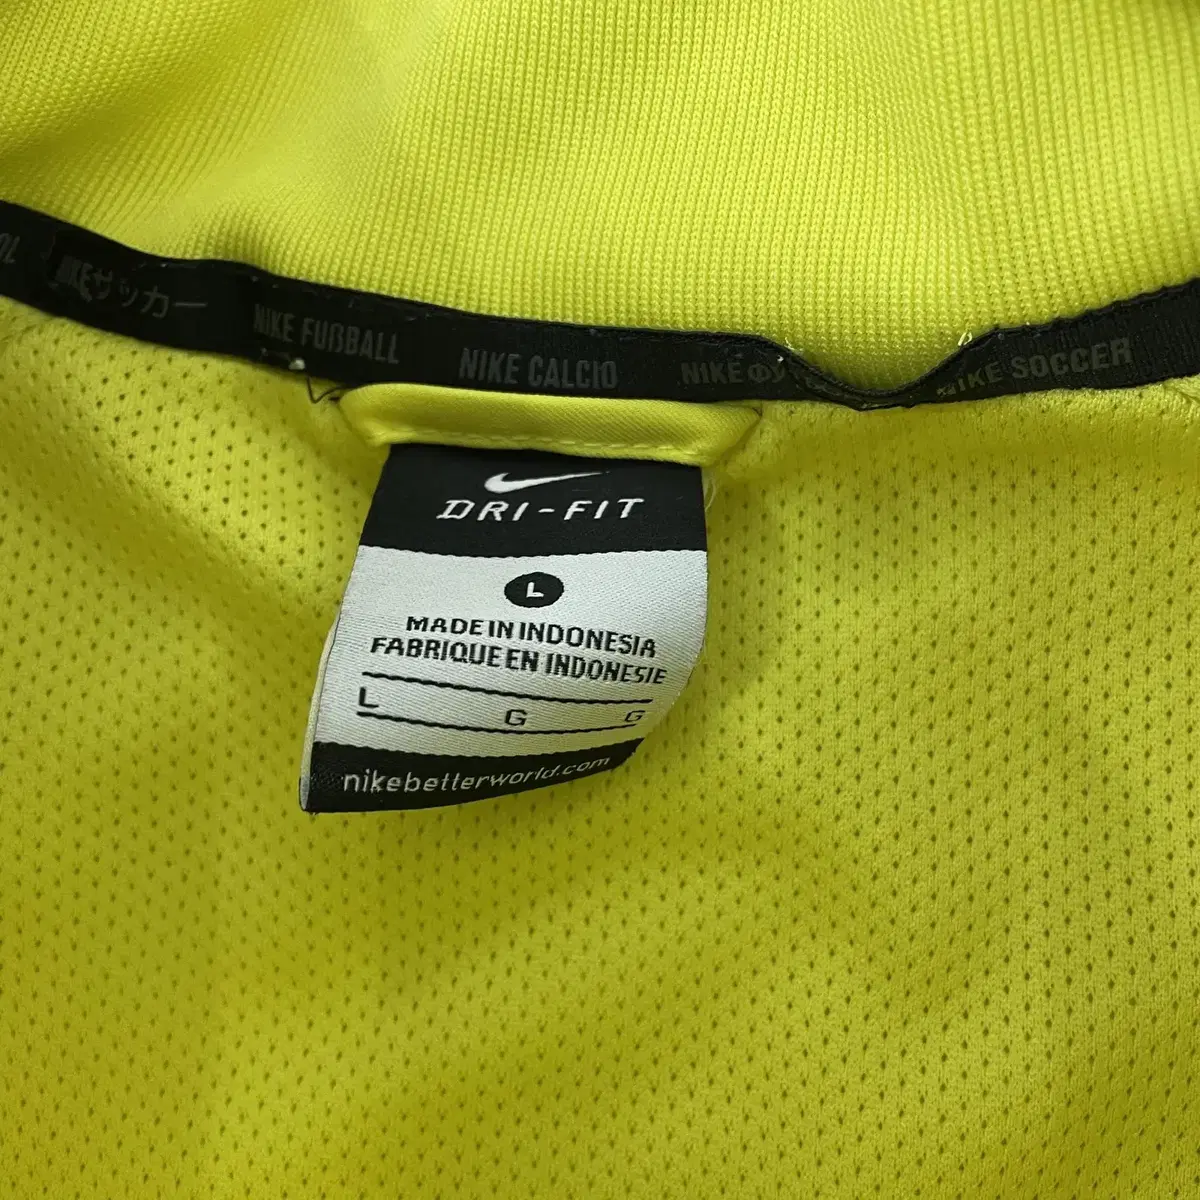 NIKEサッカー NIKE FUßBALL NIKE CALCIO NIKE NIKE SOCCER
DRI-FIT
L
MADE IN INDONESIA
FABRIQUE EN INDONESIE
L G G
nikebetterworld.com